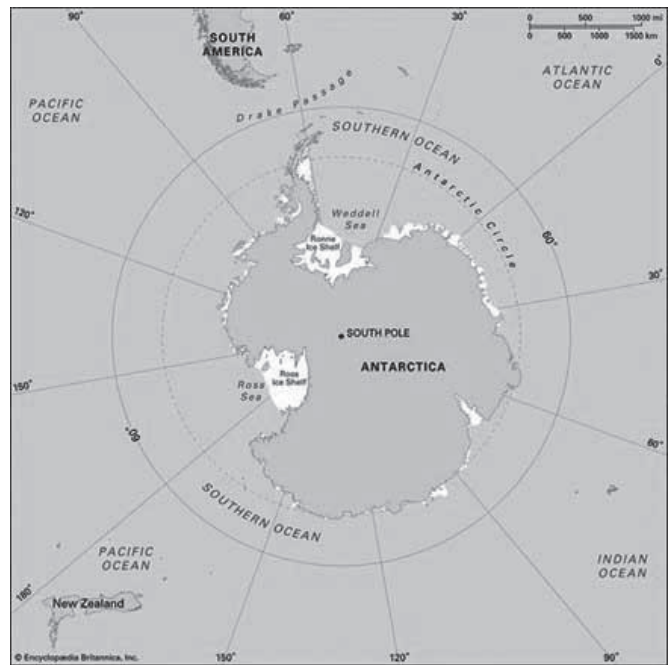 90°
60°
30°
0
500
1000 mi
0
500
1000
1500 km
SOUTH
AMERICA
ATLANTIC
OCEAN
0°
PACIFIC
OCEAN
Drake Passage
SOUTHERN OCEAN
Antarctic Circle
Weddell
Sea
Ronne
Ice Shelf
120°
60°
30°
SOUTH POLE
ANTARCTICA
Ross
Ice Shelf
Ross
Sea
150°
60°
60°
SOUTHERN OCEAN
PACIFIC
OCEAN
INDIAN
OCEAN
180°
New Zealand
© Encyclopædia Britannica, Inc.
150°
120°
90°